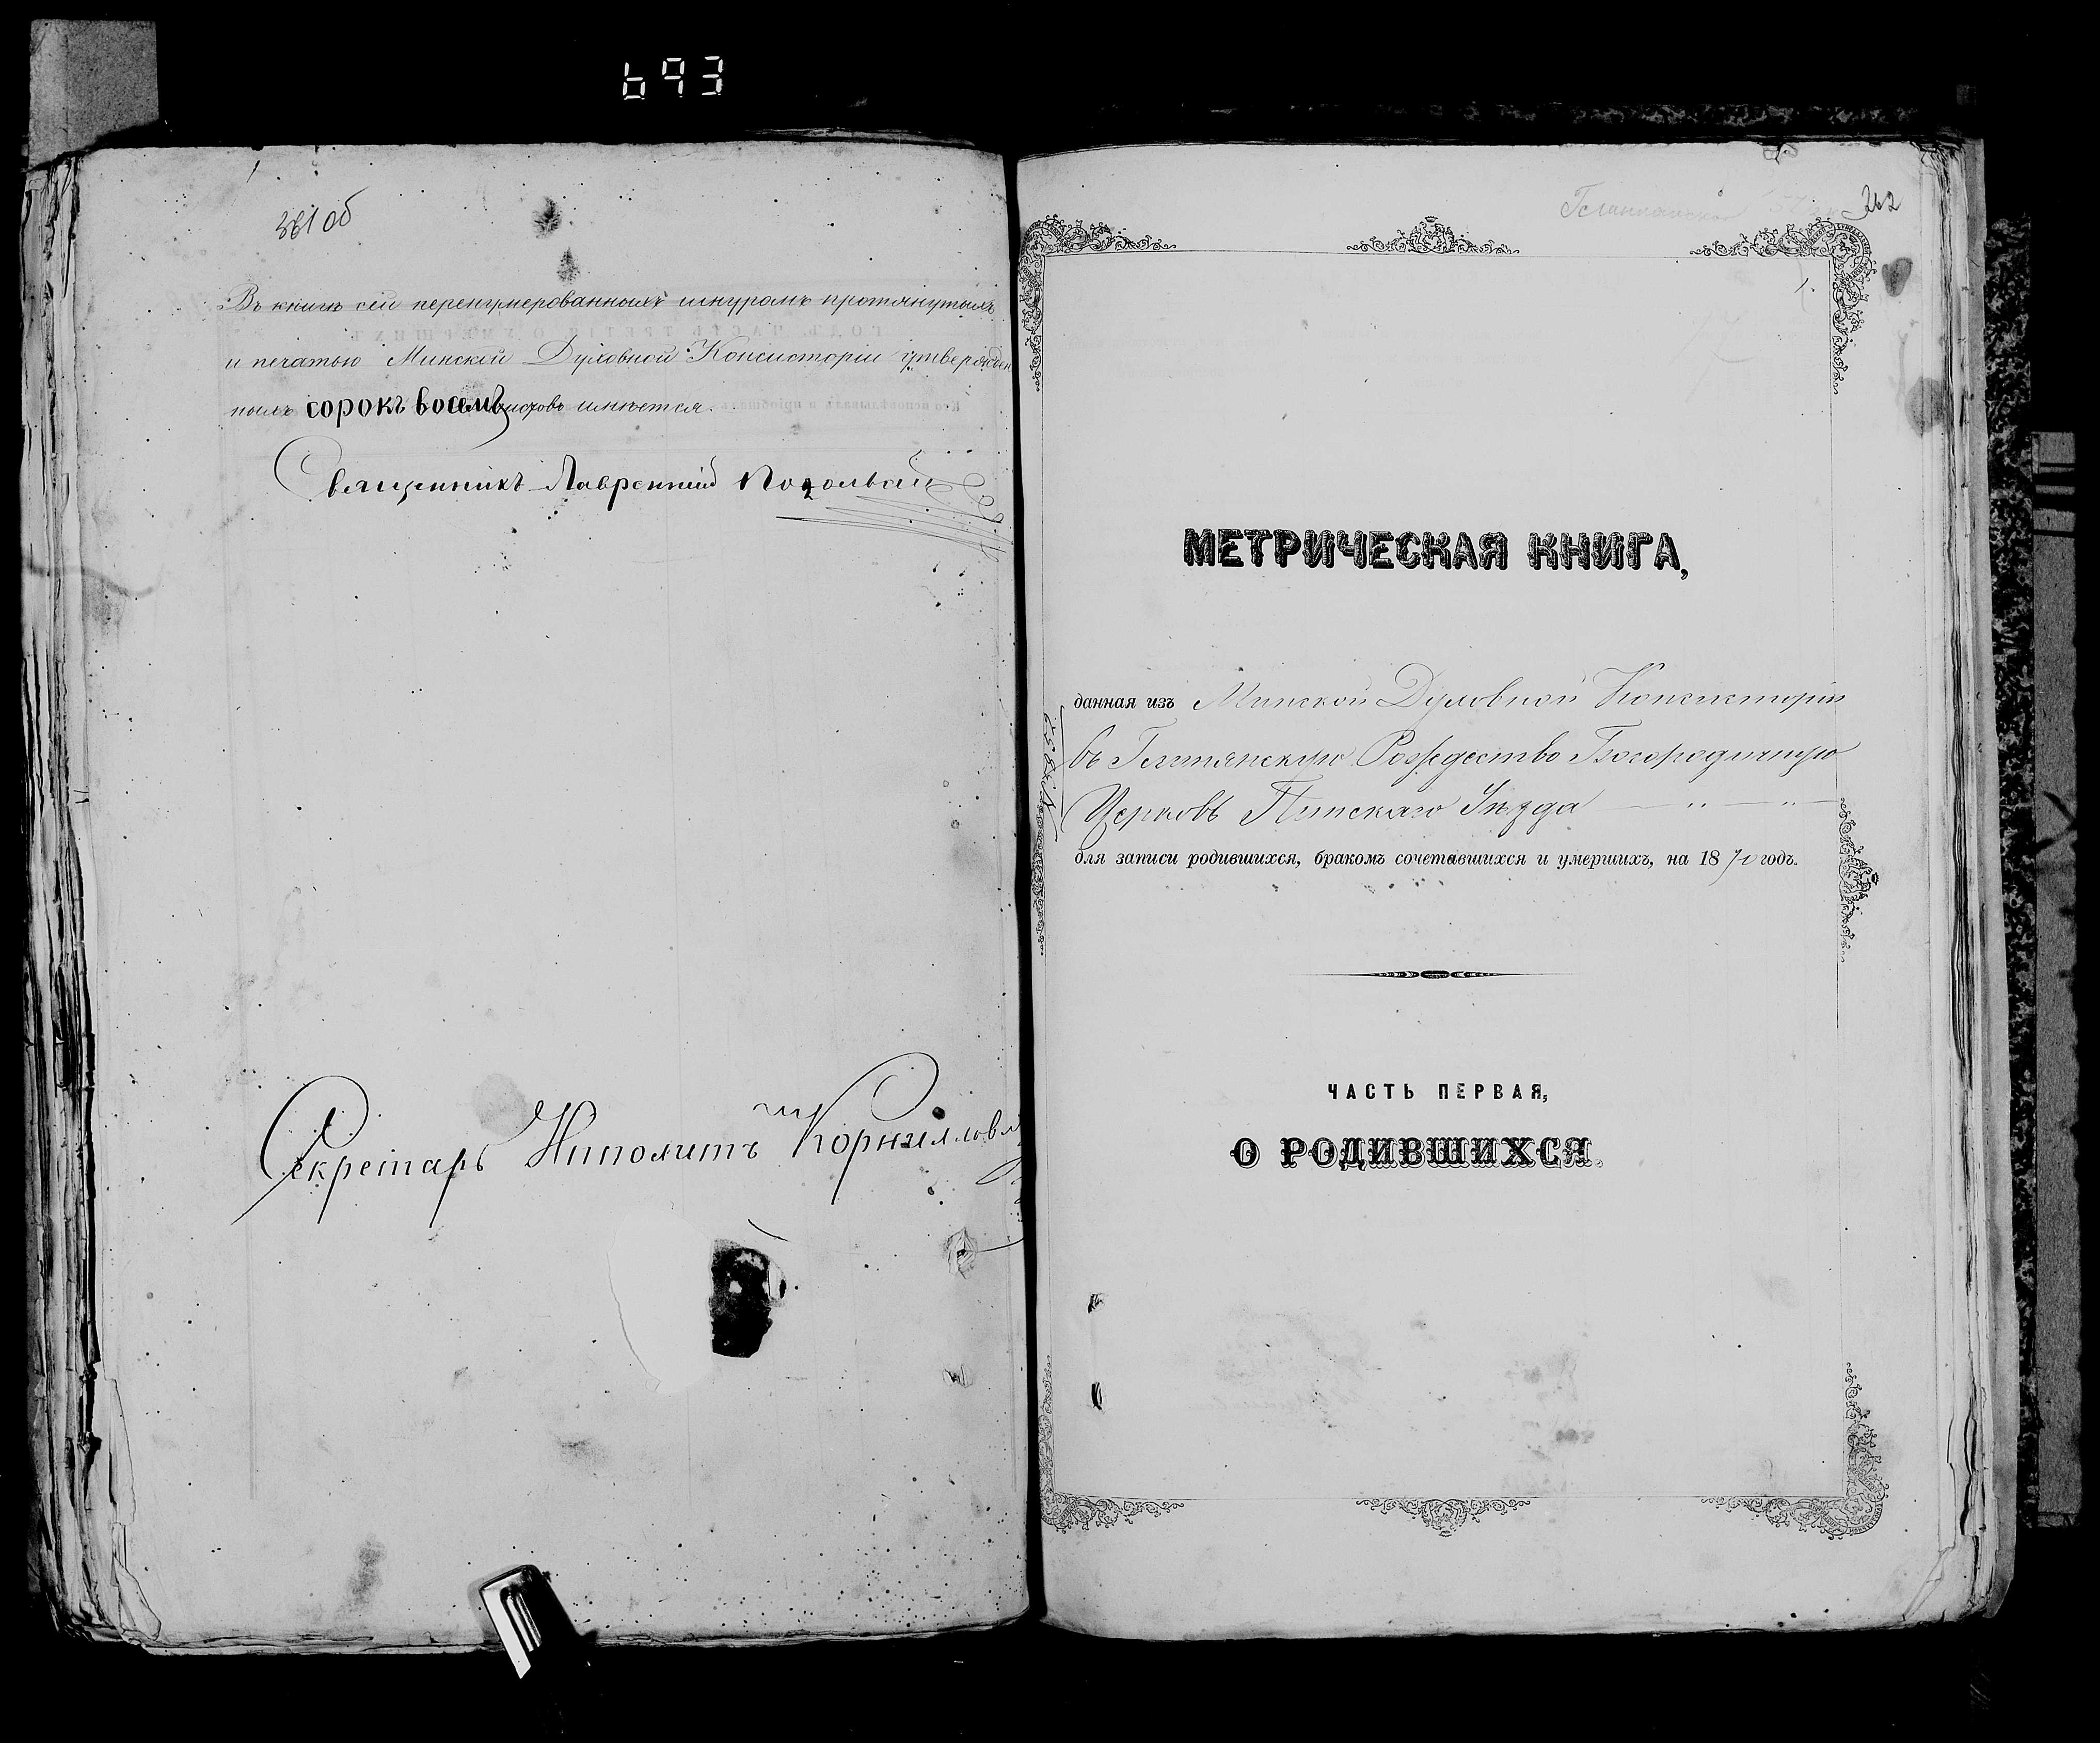 693
381 об
Въ книгѣ сей перенумерованныхъ шнуромъ протянутыхъ
и печатью Минской Духовной Консисторіи утвержден
ныхъ сорокъ восемь листовъ имѣется.
Священникъ Лаврентій
Секретарь Ипполитъ
МЕТРИЧЕСКАЯ КНИГА,
данная изъ Минской Духовной Консисторіи
въ Рождество Богородичную
Церковь Пинскаго Уѣзда
для записи родившихся, бракомъ сочетавшихся и умершихъ, на 1870 годъ.
ЧАСТЬ ПЕРВАЯ,
О РОДИВШИХСЯ.